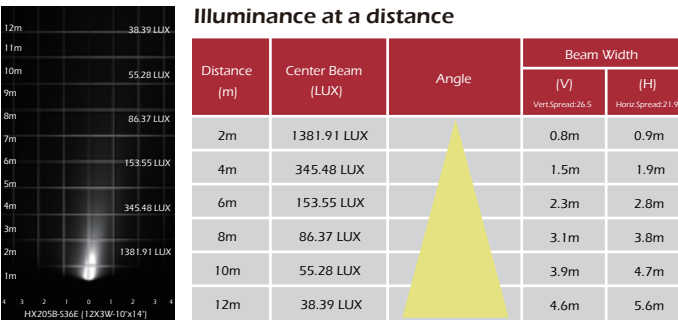 Illuminance at a distance
12m 38.39 LUX
11m
10m 55.28 LUX
9m
8m 86.37 LUX
7m
6m 153.55 LUX
5m
4m 345.48 LUX
3m
2m 1381.91 LUX
1m
4 3 2 1 0 1 2 3 4
HX205B-S36E (12X3W-10°x14°)
Distance (m) Center Beam (LUX) Angle Beam Width
(V) Vert.Spread:26.5 (H) Horiz.Spread:21.9
2m 1381.91 LUX 0.8m 0.9m
4m 345.48 LUX 1.5m 1.9m
6m 153.55 LUX 2.3m 2.8m
8m 86.37 LUX 3.1m 3.8m
10m 55.28 LUX 3.9m 4.7m
12m 38.39 LUX 4.6m 5.6m